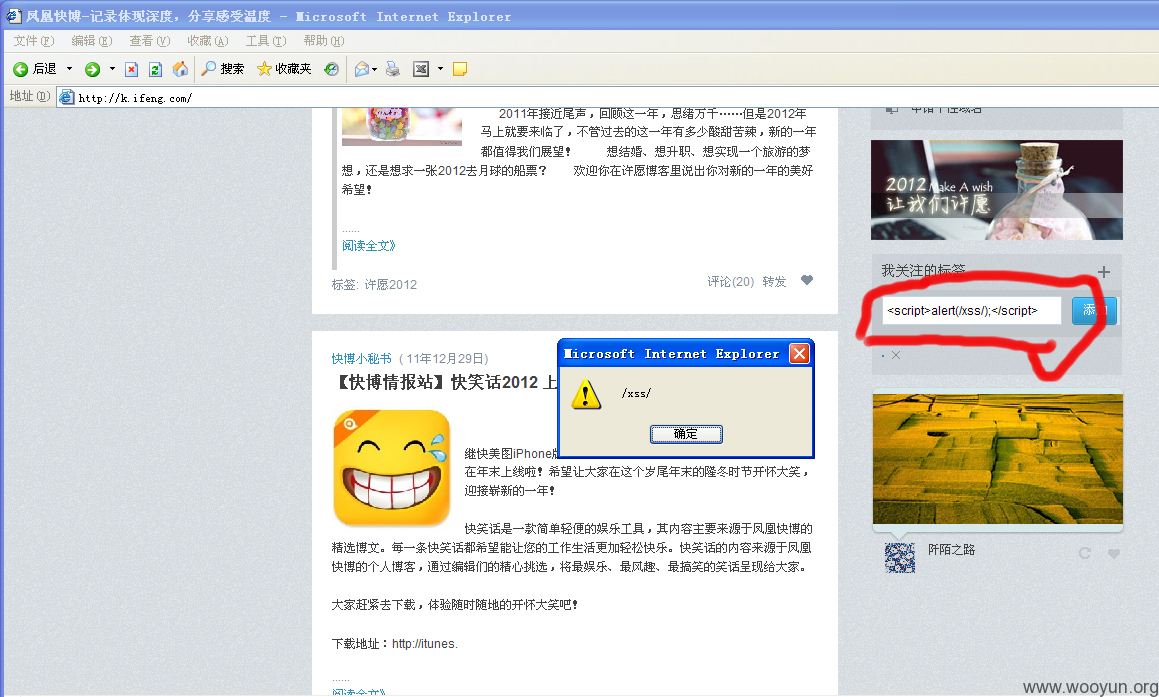 凤凰快博-记录体现深度，分享感受温度 - Microsoft Internet Explorer
文件(F) 编辑(E) 查看(V) 收藏(A) 工具(T) 帮助(H)
后退 搜索 收藏夹
地址(D) http://k.ifeng.com/
2011年接近尾声，回顾这一年，思绪万千……但是2012年
马上就要来临了，不管过去的这一年有多少酸甜苦辣，新的一年
都值得我们展望！ 想结婚、想升职、想实现一个旅游的梦
想，还是想求一张2012去月球的船票？ 欢迎你在许愿博客里说出你对新的一年的美好
希望！
......
阅读全文》
标签: 许愿2012
评论(20) 转发
快博小秘书 ( 11年12月29日)
【快博情报站】快笑话2012 上
继快美图iPhone版
在年末上线啦！希望让大家在这个岁尾年末的隆冬时节开怀大笑，
迎接崭新的一年！
快笑话是一款简单轻便的娱乐工具，其内容主要来源于凤凰快博的
精选博文。每一条快笑话都希望能让您的工作生活更加轻松快乐。快笑话的内容来源于凤凰
快博的个人博客，通过编辑们的精心挑选，将最娱乐、最风趣、最搞笑的笑话呈现给大家。
大家赶紧去下载，体验随时随地的开怀大笑吧！
下载地址：http://itunes.
......
阅读全文》
Microsoft Internet Explorer
/xss/
确定
申请个性域名
2012 Make A wish
让我们许愿
我关注的标签
<script>alert(/xss/);</script>
添加
阡陌之路
www.wooyun.org